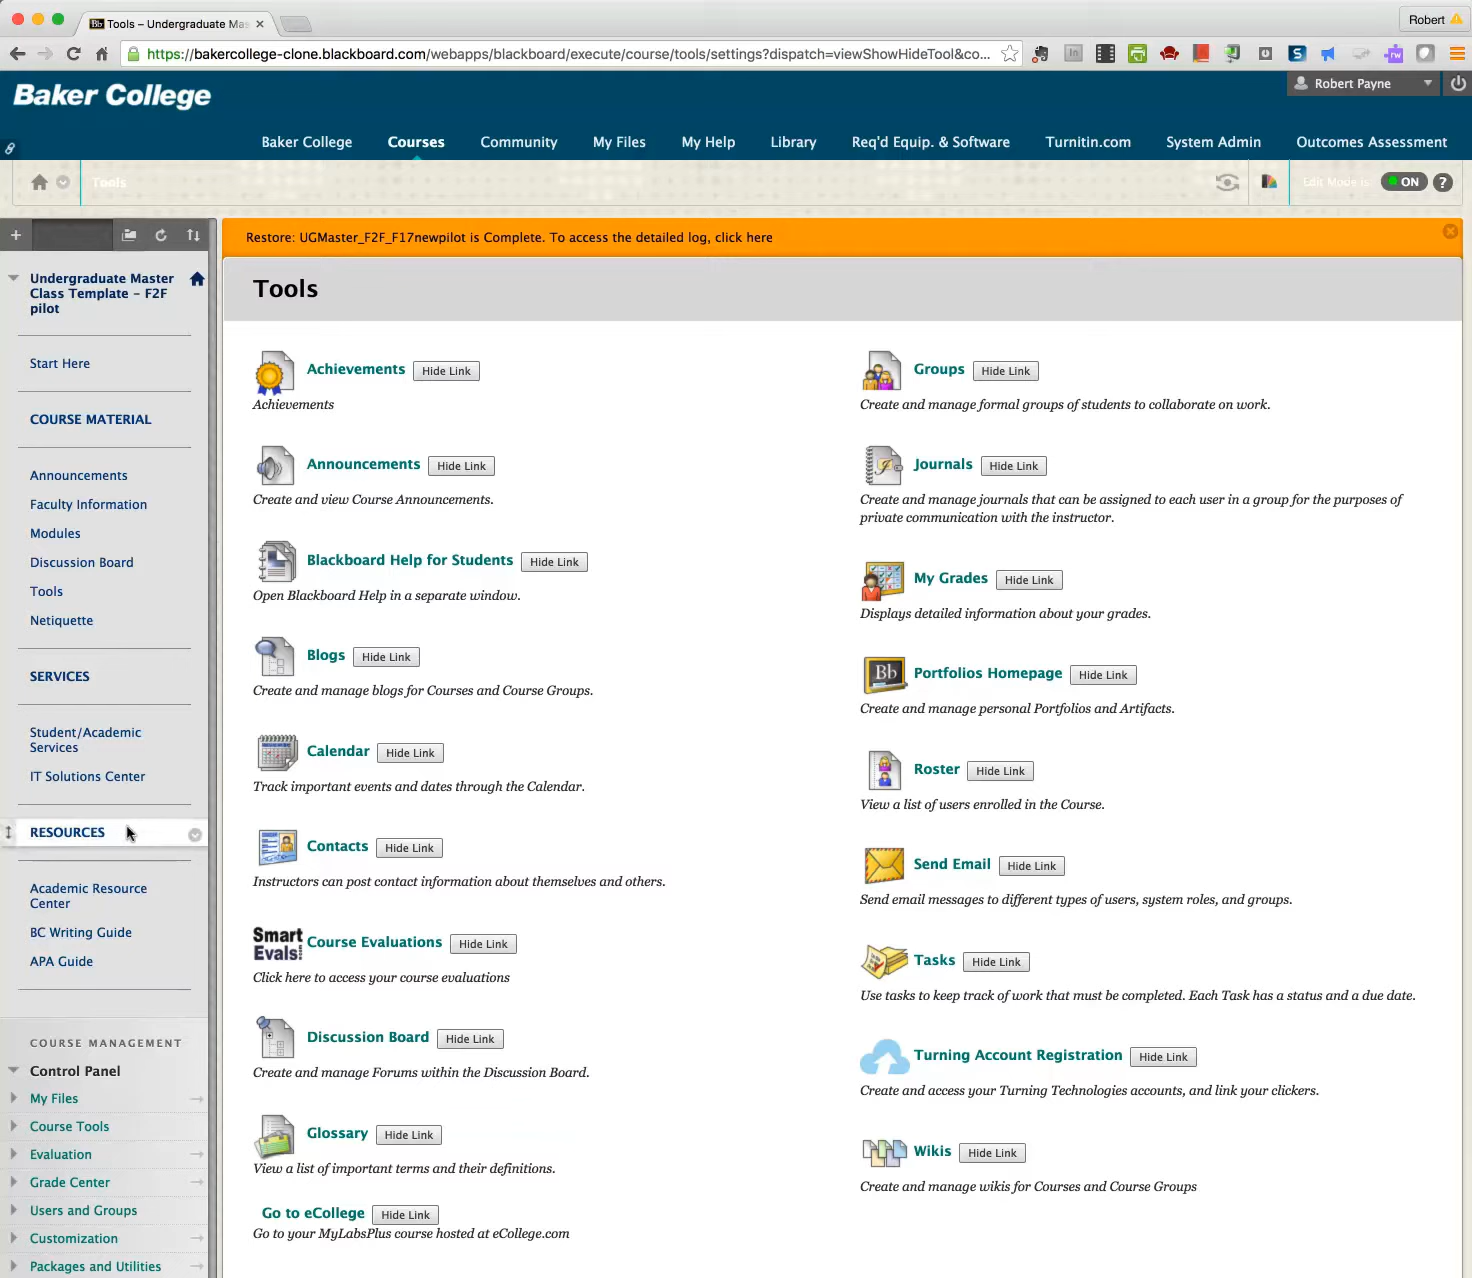 Tools – Undergraduate Mas
Robert
https://bakercollege-clone.blackboard.com/webapps/blackboard/execute/course/tools/settings?dispatch=viewShowHideTool&co...
Baker College
Robert Payne
Baker College
Courses
Community
My Files
My Help
Library
Req'd Equip. & Software
Turnitin.com
System Admin
Outcomes Assessment
Tools
Edit Mode is:
ON
?
Restore: UGMaster_F2F_F17newpilot is Complete. To access the detailed log, click here
Undergraduate Master
Class Template – F2F
pilot
Start Here
COURSE MATERIAL
Announcements
Faculty Information
Modules
Discussion Board
Tools
Netiquette
SERVICES
Student/Academic
Services
IT Solutions Center
RESOURCES
Academic Resource
Center
BC Writing Guide
APA Guide
COURSE MANAGEMENT
Control Panel
My Files
Course Tools
Evaluation
Grade Center
Users and Groups
Customization
Packages and Utilities
Tools
Achievements Hide Link
Achievements
Announcements Hide Link
Create and view Course Announcements.
Blackboard Help for Students Hide Link
Open Blackboard Help in a separate window.
Blogs Hide Link
Create and manage blogs for Courses and Course Groups.
Calendar Hide Link
Track important events and dates through the Calendar.
Contacts Hide Link
Instructors can post contact information about themselves and others.
Smart
Evals
Course Evaluations Hide Link
Click here to access your course evaluations
Discussion Board Hide Link
Create and manage Forums within the Discussion Board.
Glossary Hide Link
View a list of important terms and their definitions.
Go to eCollege Hide Link
Go to your MyLabsPlus course hosted at eCollege.com
Groups Hide Link
Create and manage formal groups of students to collaborate on work.
Journals Hide Link
Create and manage journals that can be assigned to each user in a group for the purposes of
private communication with the instructor.
My Grades Hide Link
Displays detailed information about your grades.
Bb
Portfolios Homepage Hide Link
Create and manage personal Portfolios and Artifacts.
Roster Hide Link
View a list of users enrolled in the Course.
Send Email Hide Link
Send email messages to different types of users, system roles, and groups.
Tasks Hide Link
Use tasks to keep track of work that must be completed. Each Task has a status and a due date.
Turning Account Registration Hide Link
Create and access your Turning Technologies accounts, and link your clickers.
Wikis Hide Link
Create and manage wikis for Courses and Course Groups